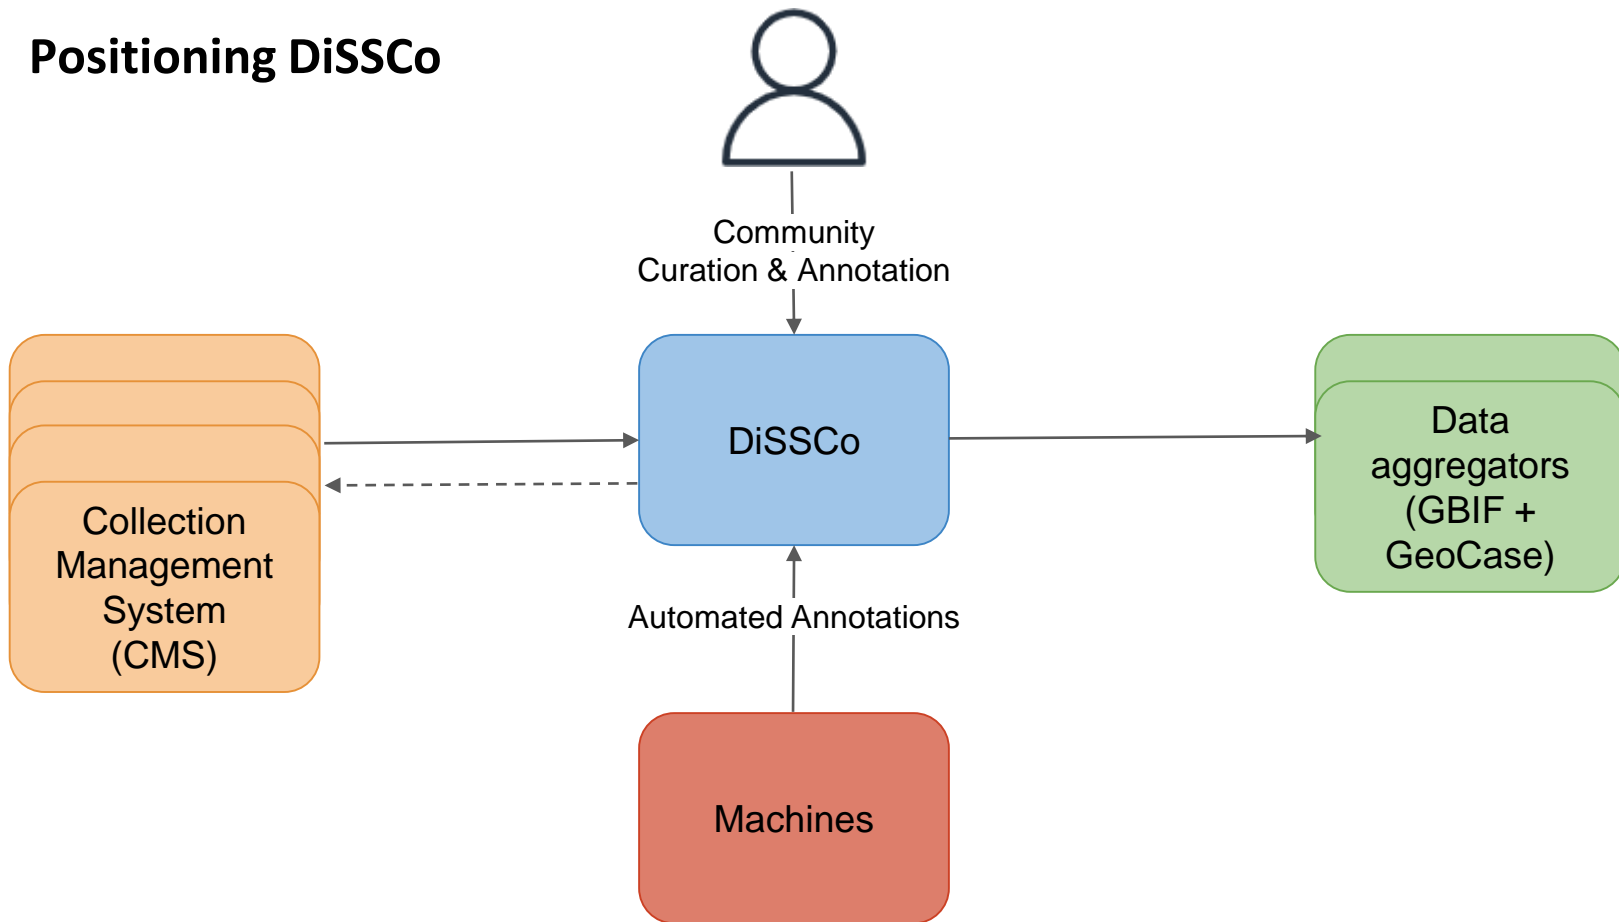 Positioning DiSSCo
Community
Curation & Annotation
Collection
Management
System
(CMS)
DiSSCo
Data
aggregators
(GBIF +
GeoCase)
Automated Annotations
Machines